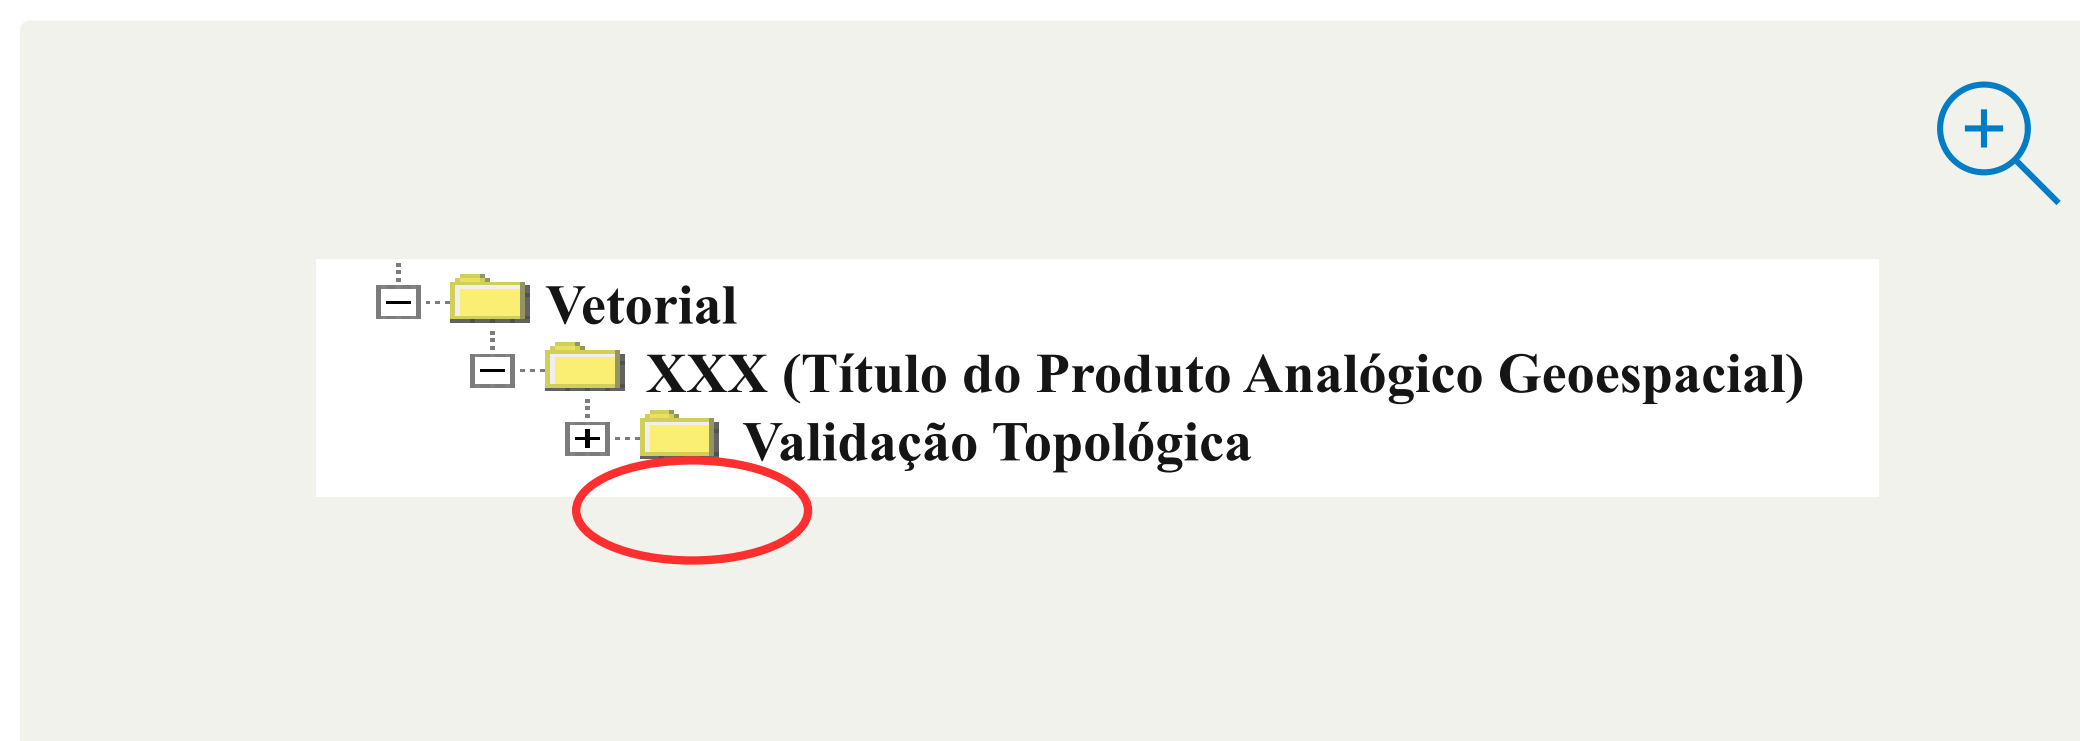 Vetorial
XXX (Título do Produto Analógico Geoespacial)
Validação Topológica